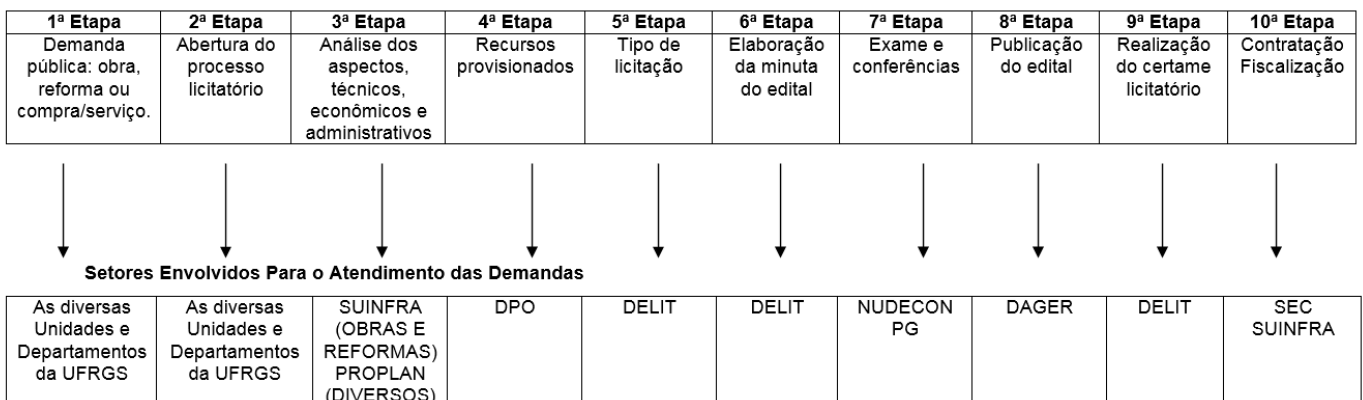 1ª Etapa
Demanda
pública: obra,
reforma ou
compra/serviço.
2ª Etapa
Abertura do
processo
licitatório
3ª Etapa
Análise dos
aspectos,
técnicos,
econômicos e
administrativos
4ª Etapa
Recursos
provisionados
5ª Etapa
Tipo de
licitação
6ª Etapa
Elaboração
da minuta
do edital
7ª Etapa
Exame e
conferências
8ª Etapa
Publicação
do edital
9ª Etapa
Realização
do certame
licitatório
10ª Etapa
Contratação
Fiscalização
Setores Envolvidos Para o Atendimento das Demandas
As diversas
Unidades e
Departamentos
da UFRGS
As diversas
Unidades e
Departamentos
da UFRGS
SUINFRA
(OBRAS E
REFORMAS)
PROPLAN
(DIVERSOS)
DPO
DELIT
DELIT
NUDECON
PG
DAGER
DELIT
SEC
SUINFRA